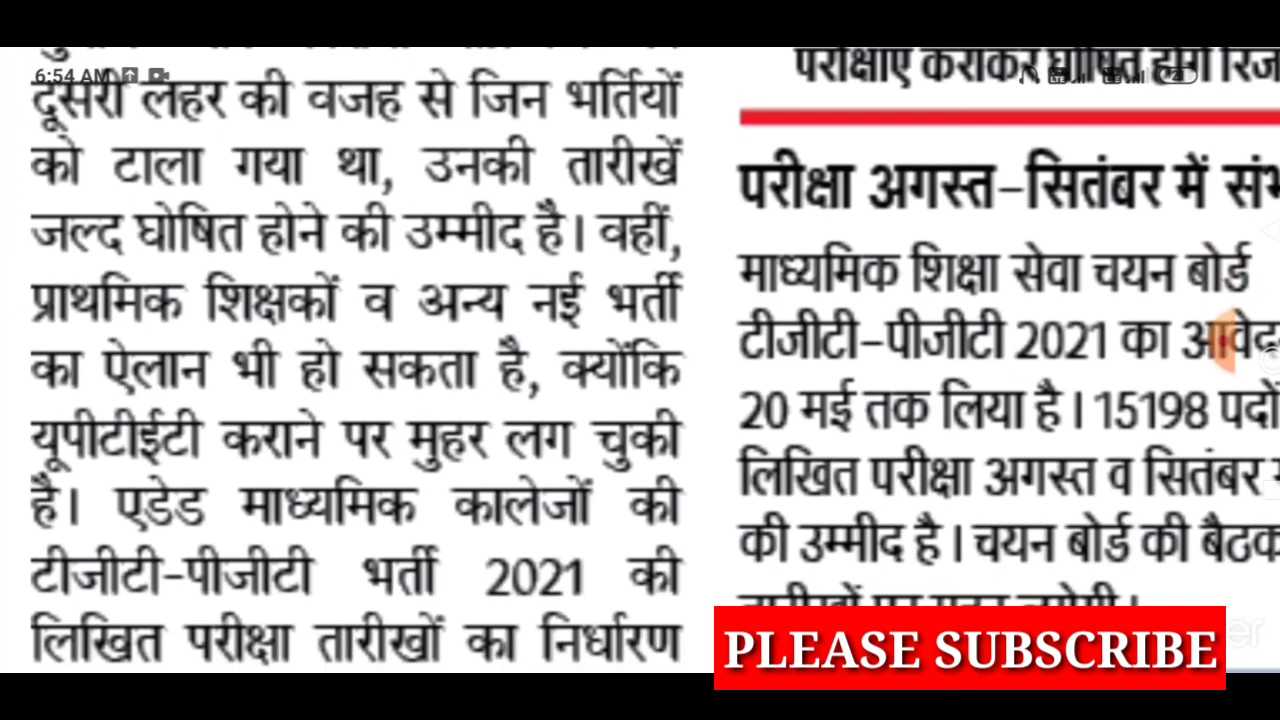 6:54 AM
दूसरी लहर की वजह से जिन भर्तियों
को टाला गया था, उनकी तारीखें
जल्द घोषित होने की उम्मीद है। वहीं,
प्राथमिक शिक्षकों व अन्य नई भर्ती
का ऐलान भी हो सकता है, क्योंकि
यूपीटीईटी कराने पर मुहर लग चुकी
है। एडेड माध्यमिक कालेजों की
टीजीटी-पीजीटी भर्ती 2021 की
लिखित परीक्षा तारीखों का निर्धारण
परीक्षाएं कराकर घोषित होगा
परीक्षा अगस्त-सितंबर में
माध्यमिक शिक्षा सेवा चयन बोर्ड
टीजीटी-पीजीटी 2021 का
20 मई तक लिया है। 15198 पदों
लिखित परीक्षा अगस्त व सितंबर
की उम्मीद है। चयन बोर्ड की
PLEASE SUBSCRIBE